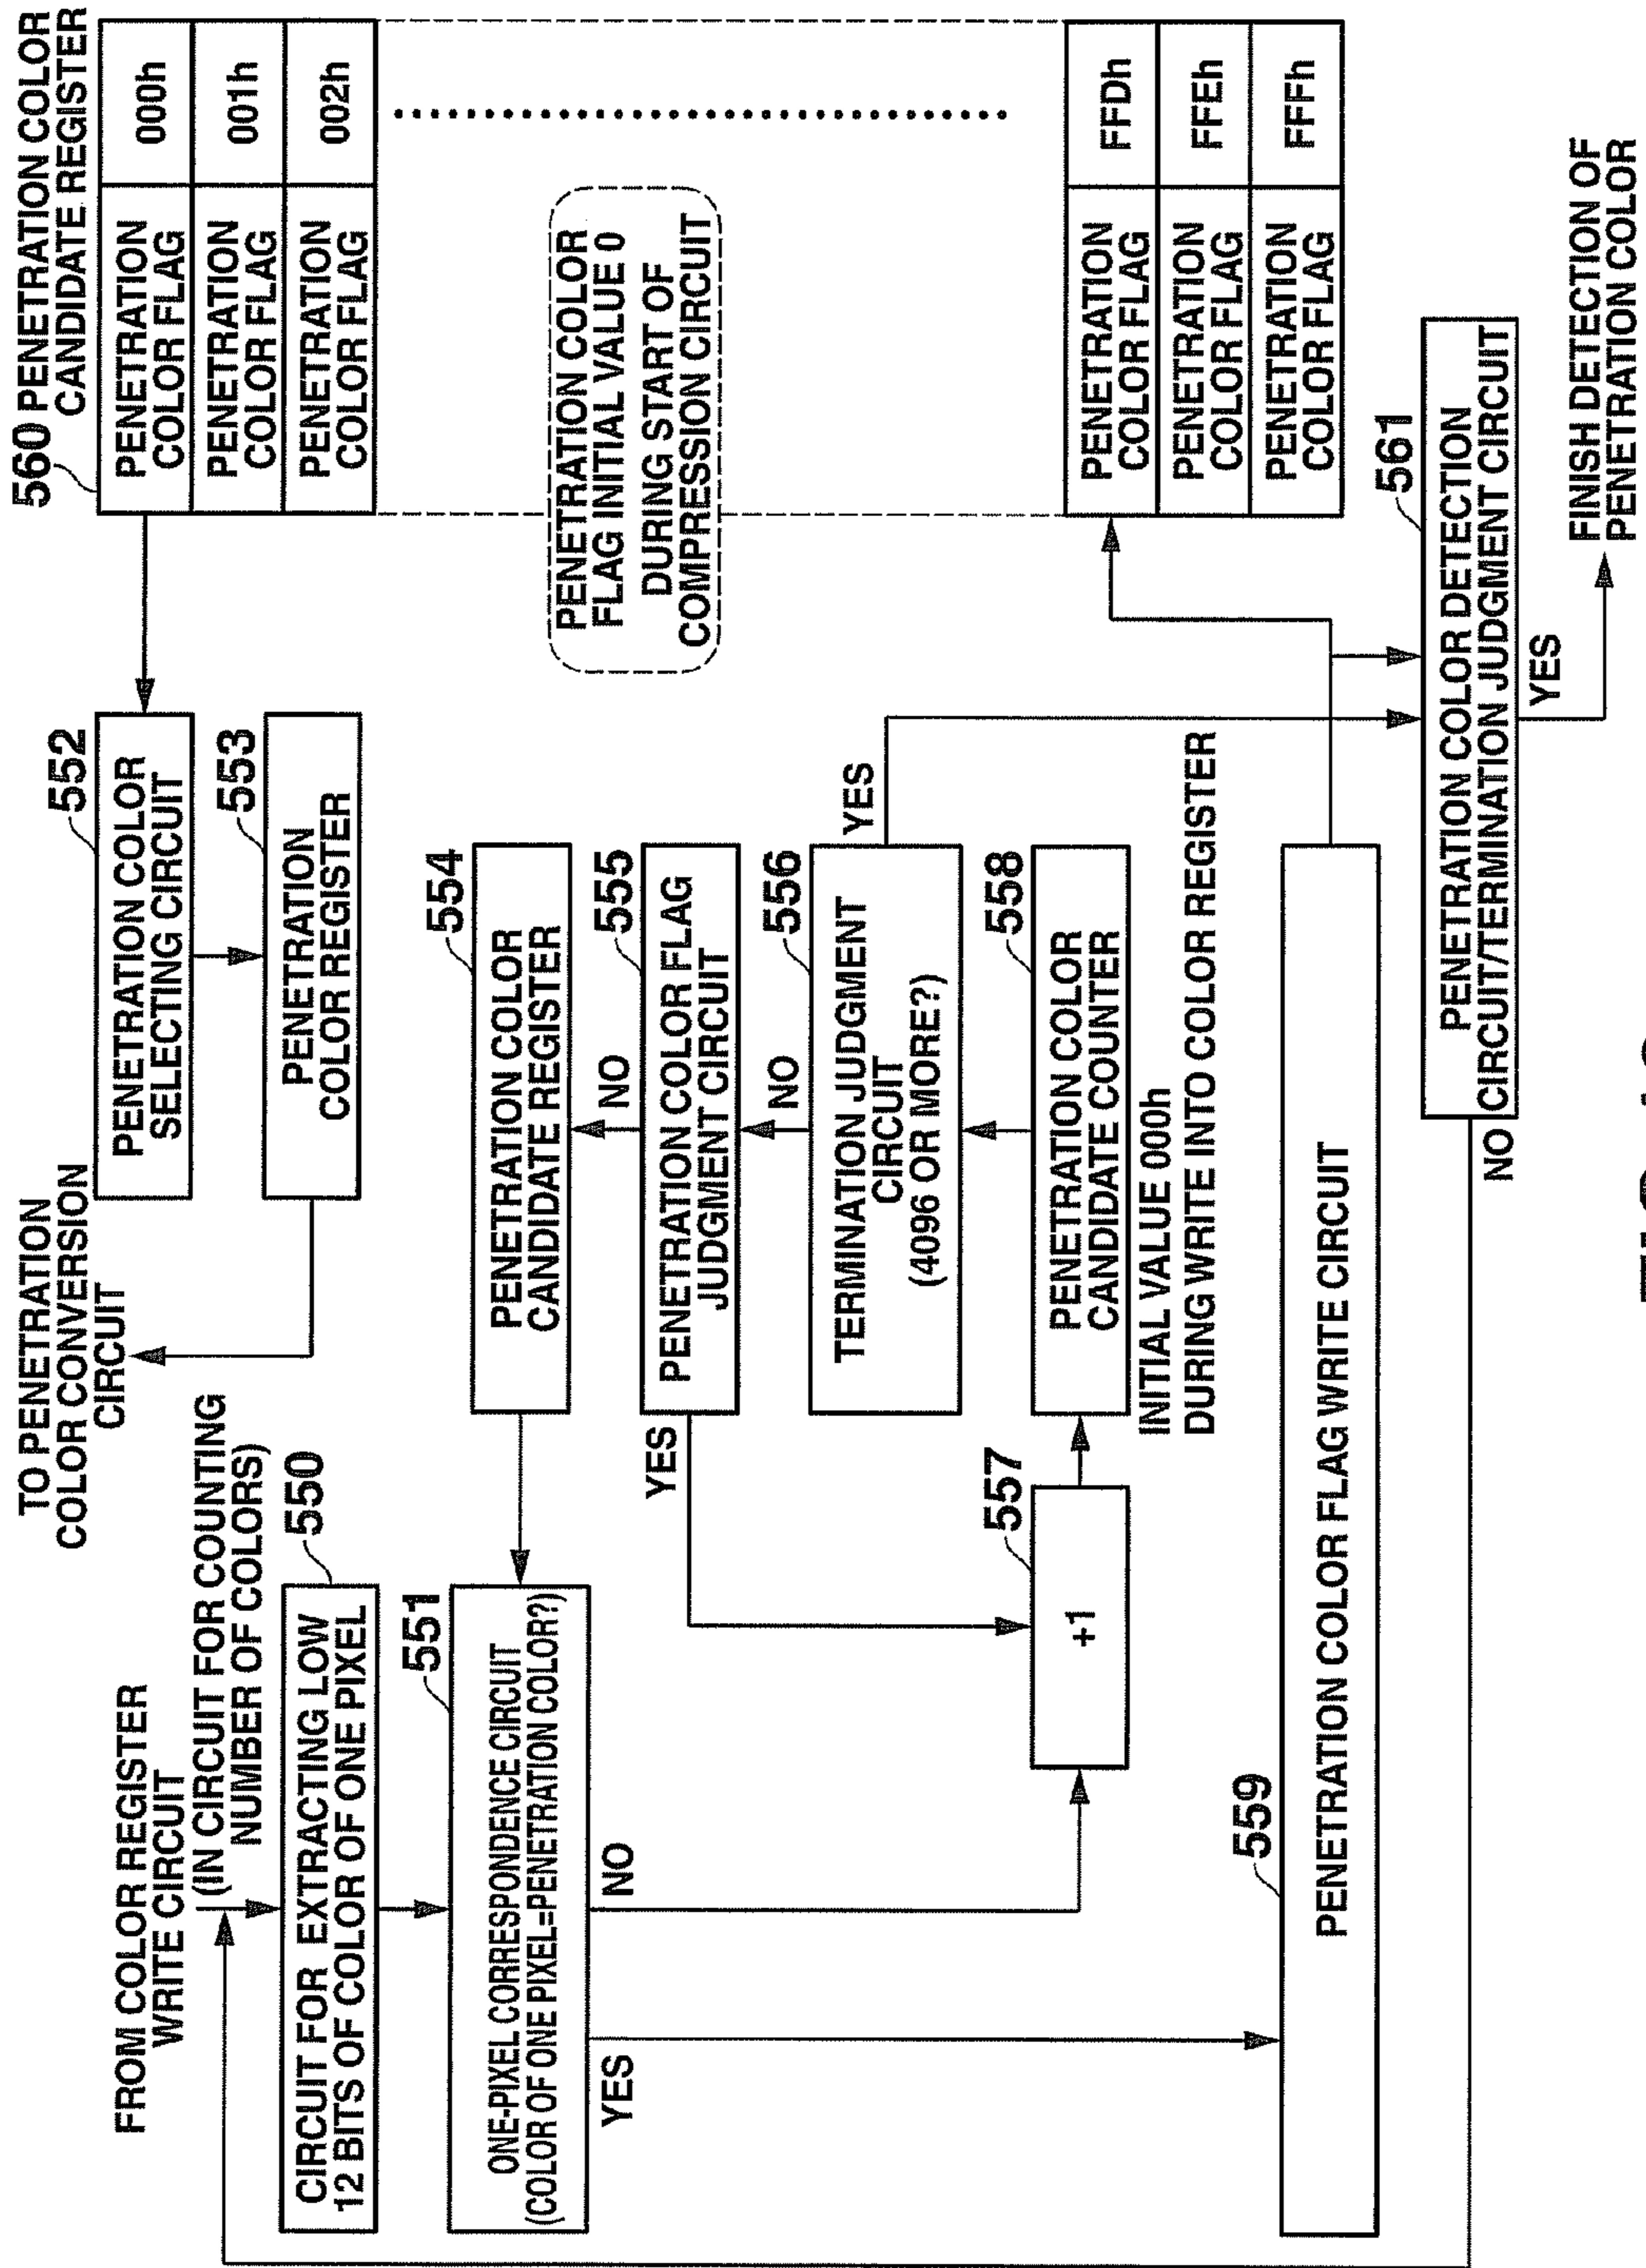 TO PENETRATION
COLOR CONVERSION
CIRCUIT
FROM COLOR REGISTER
WRITE CIRCUIT
(IN CIRCUIT FOR COUNTING
NUMBER OF COLORS)
550
CIRCUIT FOR EXTRACTING LOW
12 BITS OF COLOR OF ONE PIXEL
551
ONE-PIXEL CORRESPONDENCE CIRCUIT
(COLOR OF ONE PIXEL=PENETRATION COLOR?)
YES
NO
552
PENETRATION COLOR
SELECTING CIRCUIT
553
PENETRATION
COLOR REGISTER
554
PENETRATION COLOR
CANDIDATE REGISTER
NO
555
PENETRATION COLOR FLAG
JUDGMENT CIRCUIT
YES
NO
556
TERMINATION JUDGMENT
CIRCUIT
(4096 OR MORE?)
YES
557
+1
558
PENETRATION COLOR
CANDIDATE COUNTER
INITIAL VALUE 000h
DURING WRITE INTO COLOR REGISTER
559
PENETRATION COLOR FLAG WRITE CIRCUIT
560 PENETRATION COLOR
CANDIDATE REGISTER
PENETRATION
COLOR FLAG
000h
PENETRATION
COLOR FLAG
001h
PENETRATION
COLOR FLAG
002h
PENETRATION COLOR
FLAG INITIAL VALUE 0
DURING START OF
COMPRESSION CIRCUIT
PENETRATION
COLOR FLAG
FFDh
PENETRATION
COLOR FLAG
FFEh
PENETRATION
COLOR FLAG
FFFh
561
PENETRATION COLOR DETECTION
CIRCUIT/TERMINATION JUDGMENT CIRCUIT
NO
YES
FINISH DETECTION OF
PENETRATION COLOR